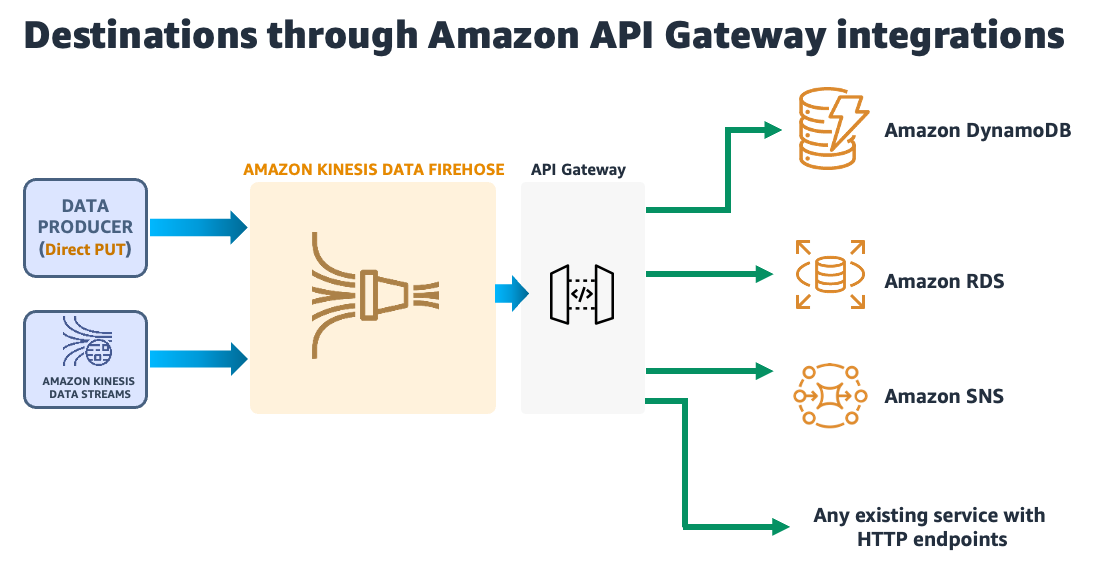 Destinations through Amazon API Gateway integrations
DATA
PRODUCER
(Direct PUT)
AMAZON KINESIS
DATA STREAMS
AMAZON KINESIS DATA FIREHOSE
API Gateway
</>
Amazon DynamoDB
Amazon RDS
Amazon SNS
Any existing service with
HTTP endpoints